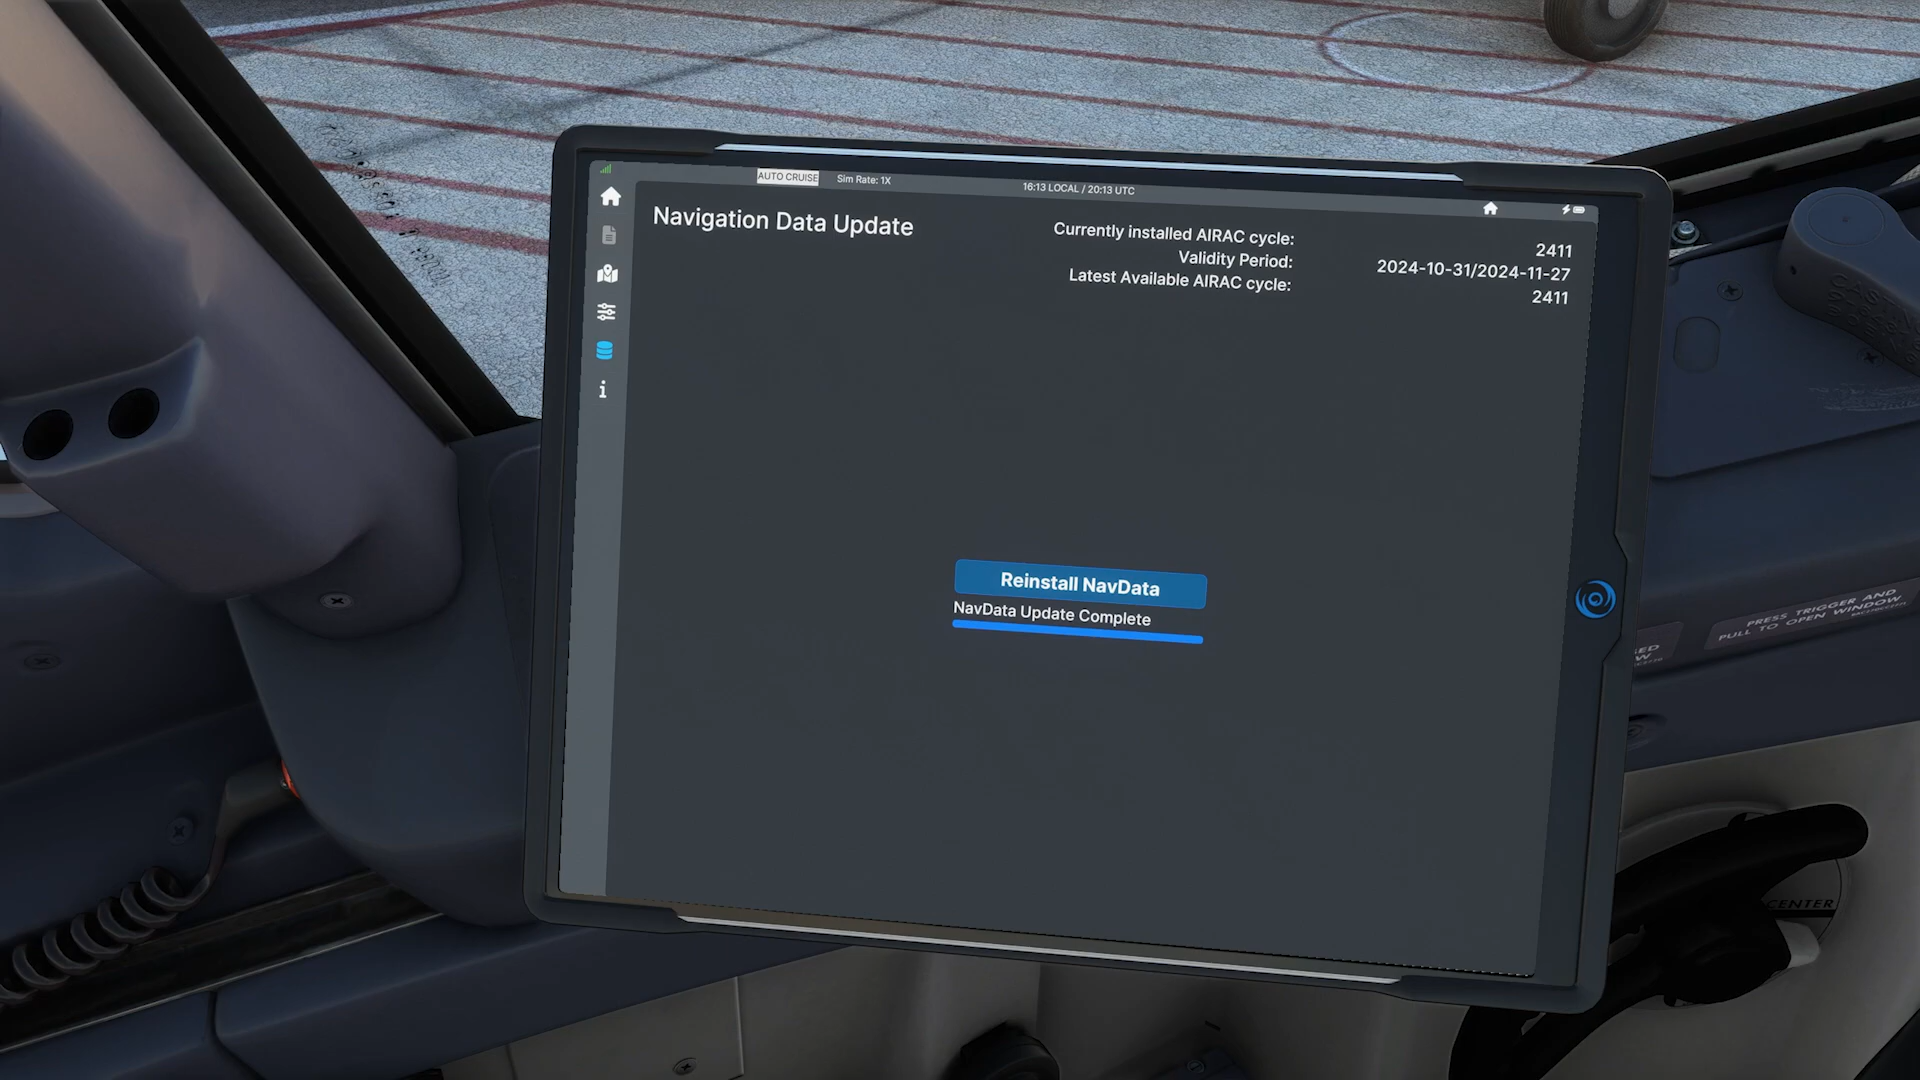 AUTO CRUISE
Sim Rate: 1X
16:13 LOCAL / 20:13 UTC
Navigation Data Update
Currently installed AIRAC cycle:
2411
Validity Period:
2024-10-31/2024-11-27
Latest Available AIRAC cycle:
2411
Reinstall NavData
NavData Update Complete
PRESS TRIGGER AND
PULL TO OPEN WINDOW
CENTER